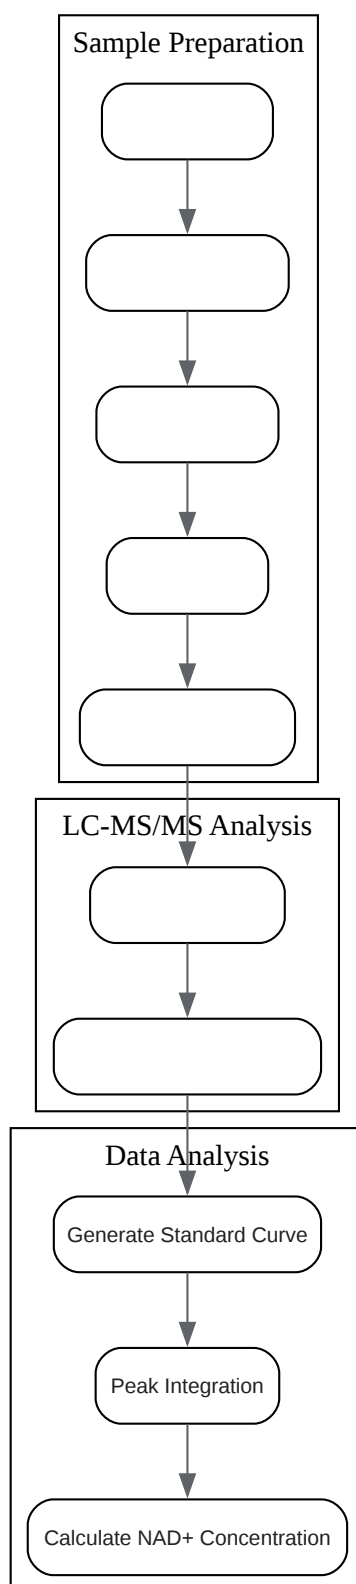 Sample Preparation
LC-MS/MS Analysis
Data Analysis
Generate Standard Curve
Peak Integration
Calculate NAD+ Concentration